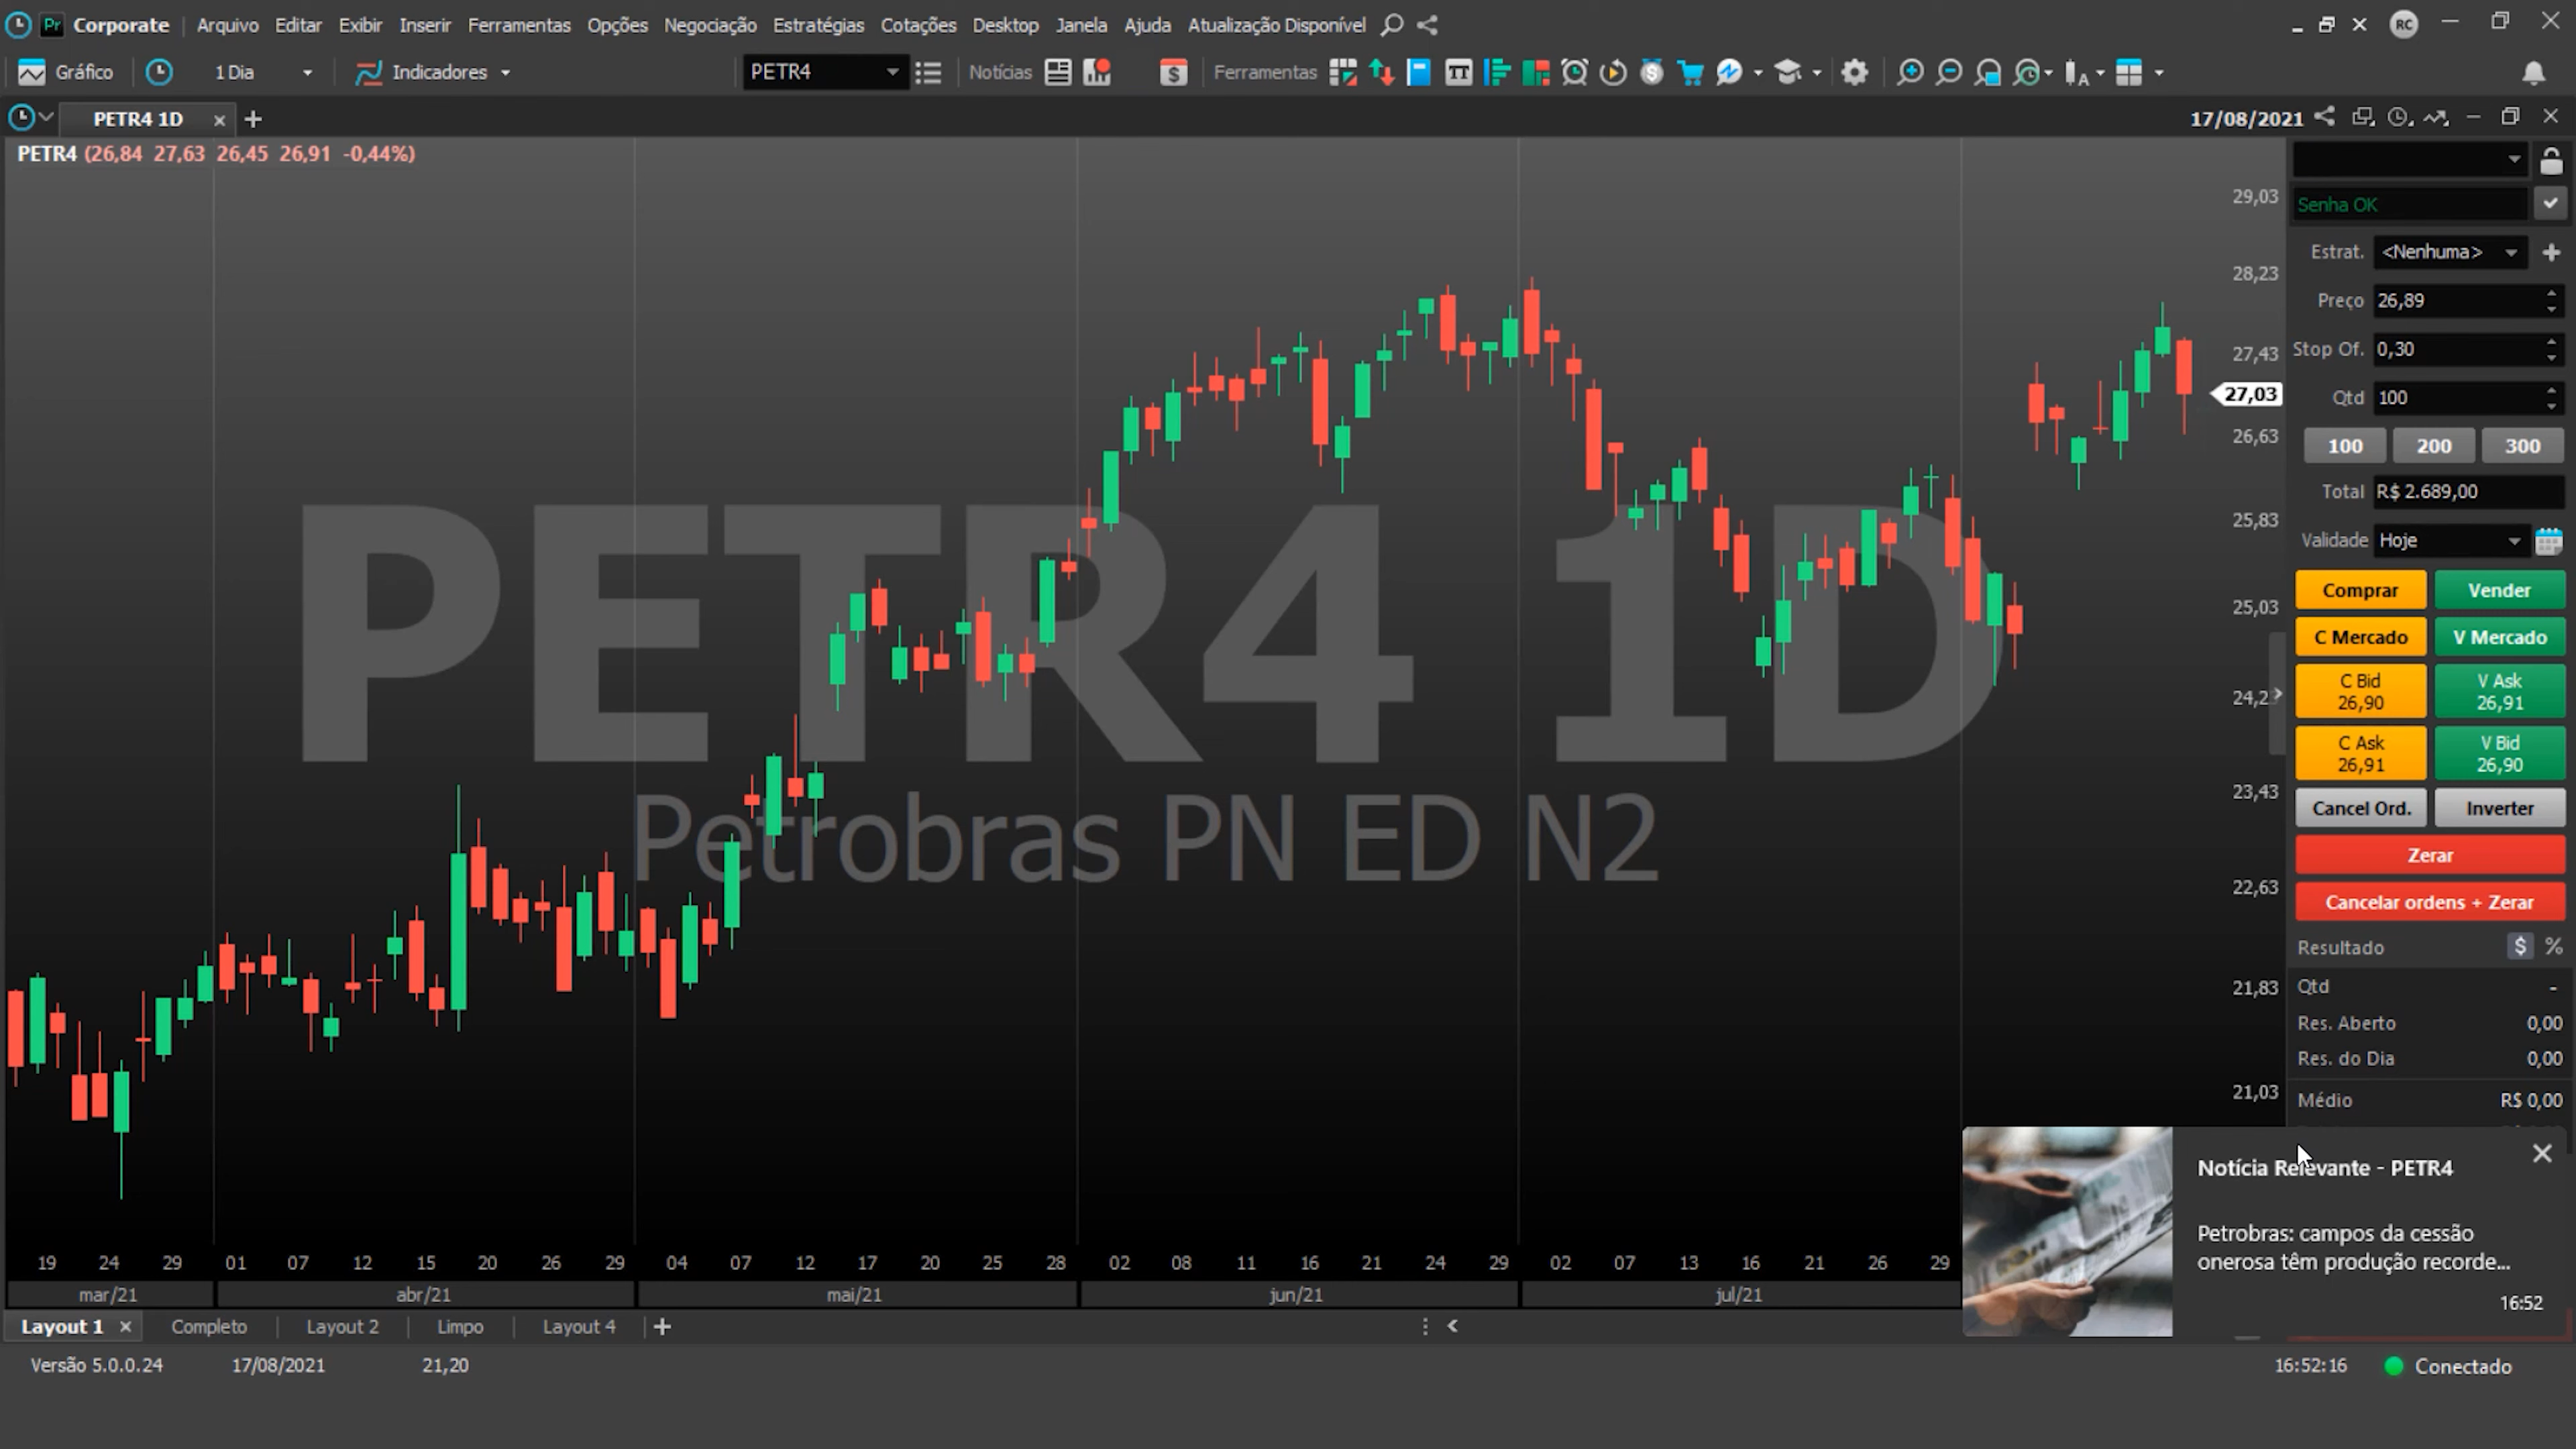 Pr Corporate Arquivo Editar Exibir Inserir Ferramentas Opções Negociação Estratégias Cotações Desktop Janela Ajuda Atualização Disponível RC
Gráfico 1 Dia Indicadores PETR4 Notícias Ferramentas
PETR4 1D 17/08/2021
PETR4 (26,84 27,63 26,45 26,91 -0,44%)
PETR4 1D
Petrobras PN ED N2
29,03
28,23
27,43
27,03
26,63
25,83
25,03
23,43
22,63
21,83
21,03
19 24 29 01 07 12 15 20 26 29 04 07 12 17 20 25 28 02 08 11 16 21 24 29 02 07 13 16 21 26 29
mar/21 abr/21 mai/21 jun/21 jul/21
Senha OK
Estrat. <Nenhuma>
Preço 26,89
Stop Of. 0,30
Qtd 100
100 200 300
Total R$ 2.689,00
Validade Hoje
Comprar Vender
C Mercado V Mercado
C Bid V Ask
26,90 26,91
C Ask V Bid
26,91 26,90
Cancel Ord. Inverter
Zerar
Cancelar ordens + Zerar
Resultado $ %
Qtd -
Res. Aberto 0,00
Res. do Dia 0,00
Médio R$ 0,00
Notícia Relevante - PETR4
Petrobras: campos da cessão
onerosa têm produção recorde...
16:52
Layout 1 Completo Layout 2 Limpo Layout 4
Versão 5.0.0.24 17/08/2021 21,20 16:52:16 Conectado